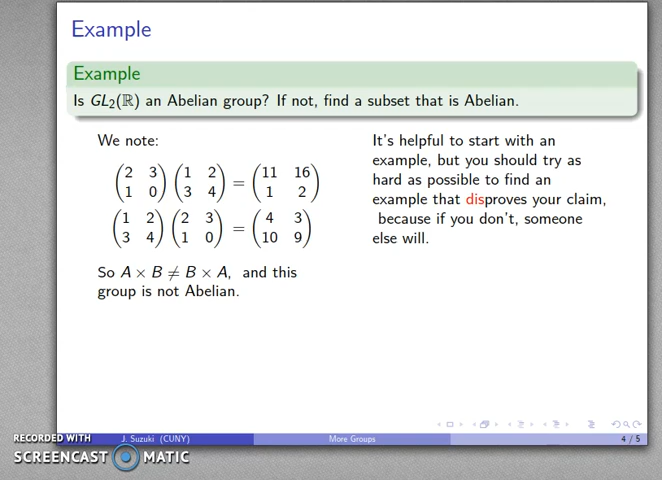 Example
Example
Is GL₂(ℝ) an Abelian group? If not, find a subset that is Abelian.
We note:
(2 3
1 0) (1 2
3 4) = (11 16
1 2)
(1 2
3 4) (2 3
1 0) = (4 3
10 9)
So A × B ≠ B × A, and this
group is not Abelian.
It's helpful to start with an
example, but you should try as
hard as possible to find an
example that disproves your claim,
because if you don't, someone
else will.
J. Suzuki (CUNY)
More Groups
4 / 5
RECORDED WITH
SCREENCAST MATIC